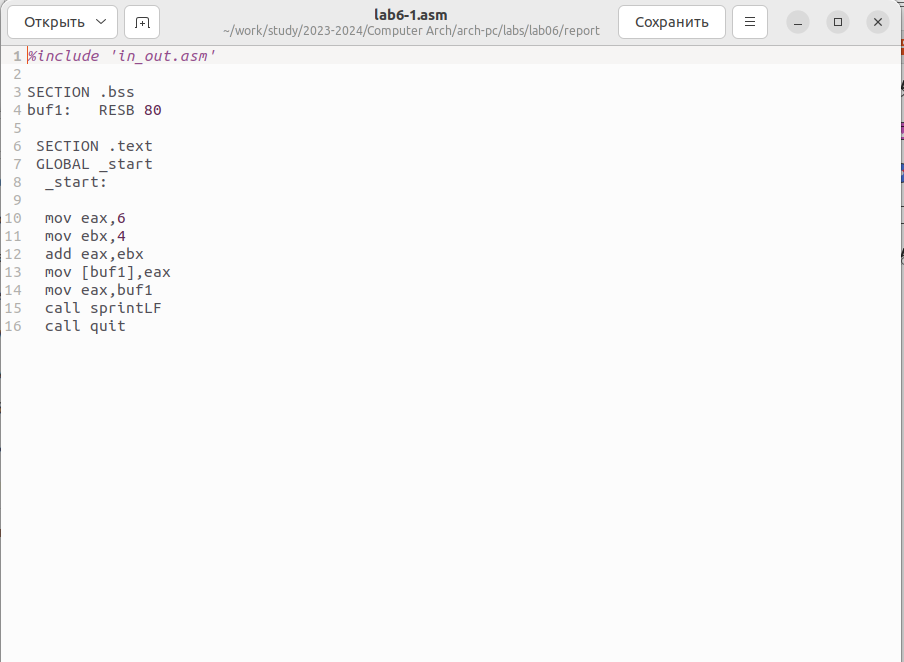 Открыть
lab6-1.asm
~/work/study/2023-2024/Computer Arch/arch-pc/labs/lab06/report
Сохранить
1 %include 'in_out.asm'
2
3 SECTION .bss
4 buf1:   RESB 80
5
6  SECTION .text
7  GLOBAL _start
8   _start:
9
10   mov eax,6
11   mov ebx,4
12   add eax,ebx
13   mov [buf1],eax
14   mov eax,buf1
15   call sprintLF
16   call quit